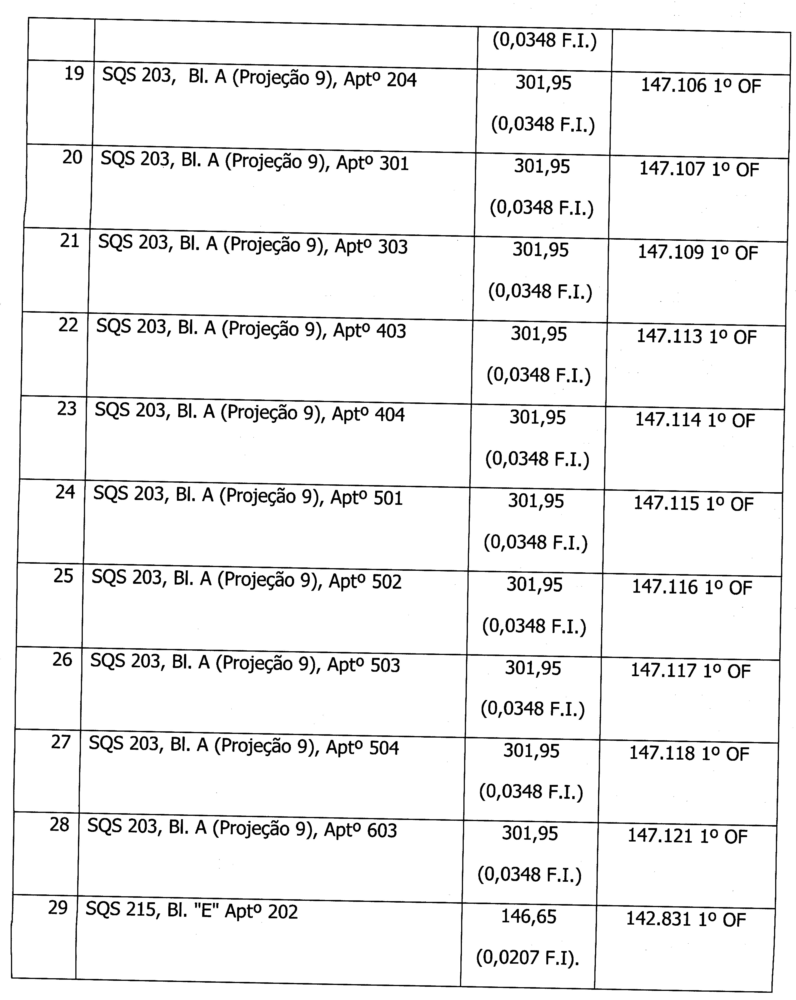 (0,0348 F.I.)
19 SQS 203, Bl. A (Projeção 9), Aptº 204 301,95 147.106 1º OF
(0,0348 F.I.)
20 SQS 203, Bl. A (Projeção 9), Aptº 301 301,95 147.107 1º OF
(0,0348 F.I.)
21 SQS 203, Bl. A (Projeção 9), Aptº 303 301,95 147.109 1º OF
(0,0348 F.I.)
22 SQS 203, Bl. A (Projeção 9), Aptº 403 301,95 147.113 1º OF
(0,0348 F.I.)
23 SQS 203, Bl. A (Projeção 9), Aptº 404 301,95 147.114 1º OF
(0,0348 F.I.)
24 SQS 203, Bl. A (Projeção 9), Aptº 501 301,95 147.115 1º OF
(0,0348 F.I.)
25 SQS 203, Bl. A (Projeção 9), Aptº 502 301,95 147.116 1º OF
(0,0348 F.I.)
26 SQS 203, Bl. A (Projeção 9), Aptº 503 301,95 147.117 1º OF
(0,0348 F.I.)
27 SQS 203, Bl. A (Projeção 9), Aptº 504 301,95 147.118 1º OF
(0,0348 F.I.)
28 SQS 203, Bl. A (Projeção 9), Aptº 603 301,95 147.121 1º OF
(0,0348 F.I.)
29 SQS 215, Bl. "E" Aptº 202 146,65 142.831 1º OF
(0,0207 F.I).